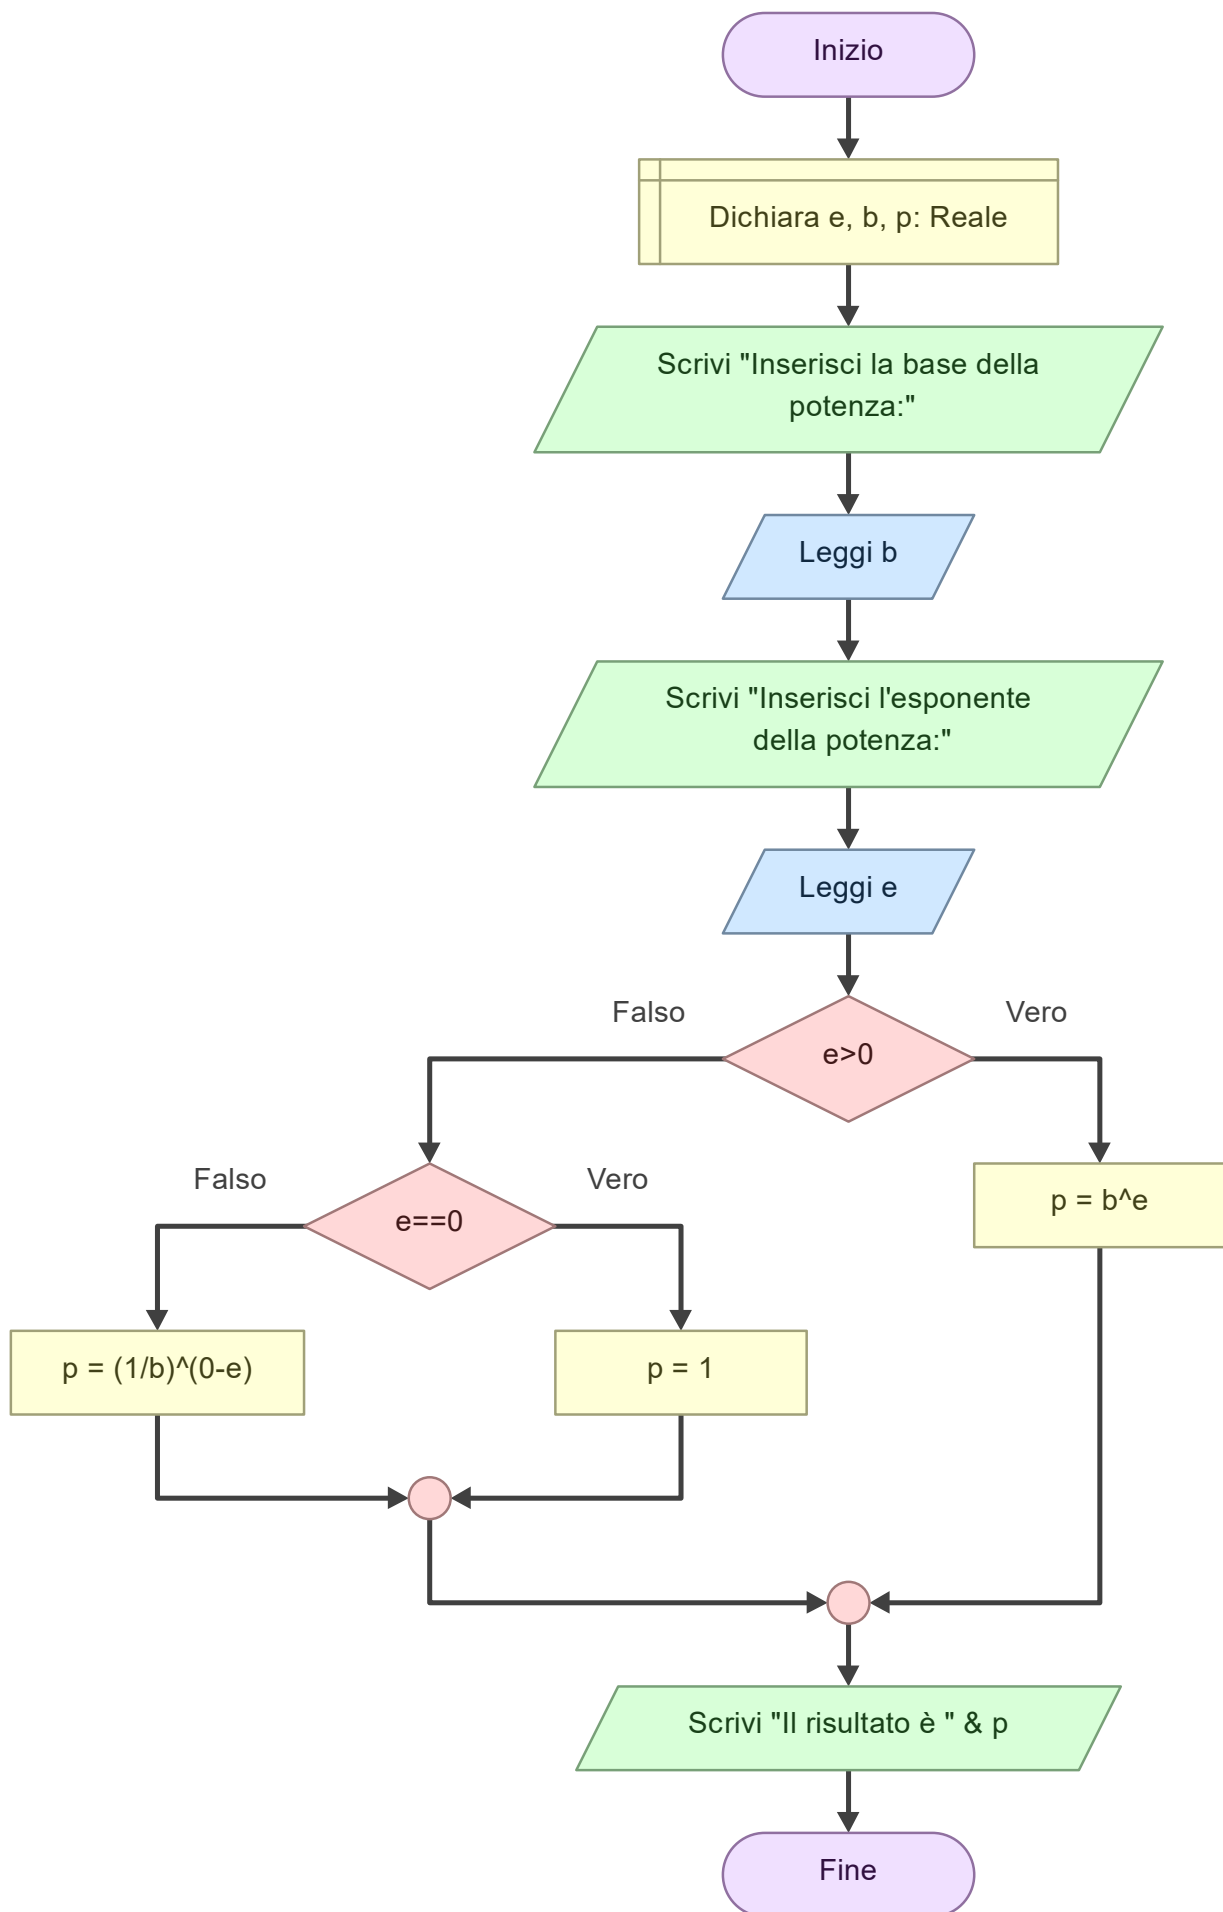 Inizio
Dichiara e, b, p: Reale
Scrivi "Inserisci la base della
potenza:"
Leggi b
Scrivi "Inserisci l'esponente
della potenza:"
Leggi e
Falso
Vero
e>0
Falso
Vero
e==0
p = b^e
p = (1/b)^(0-e)
p = 1
Scrivi "Il risultato è " & p
Fine